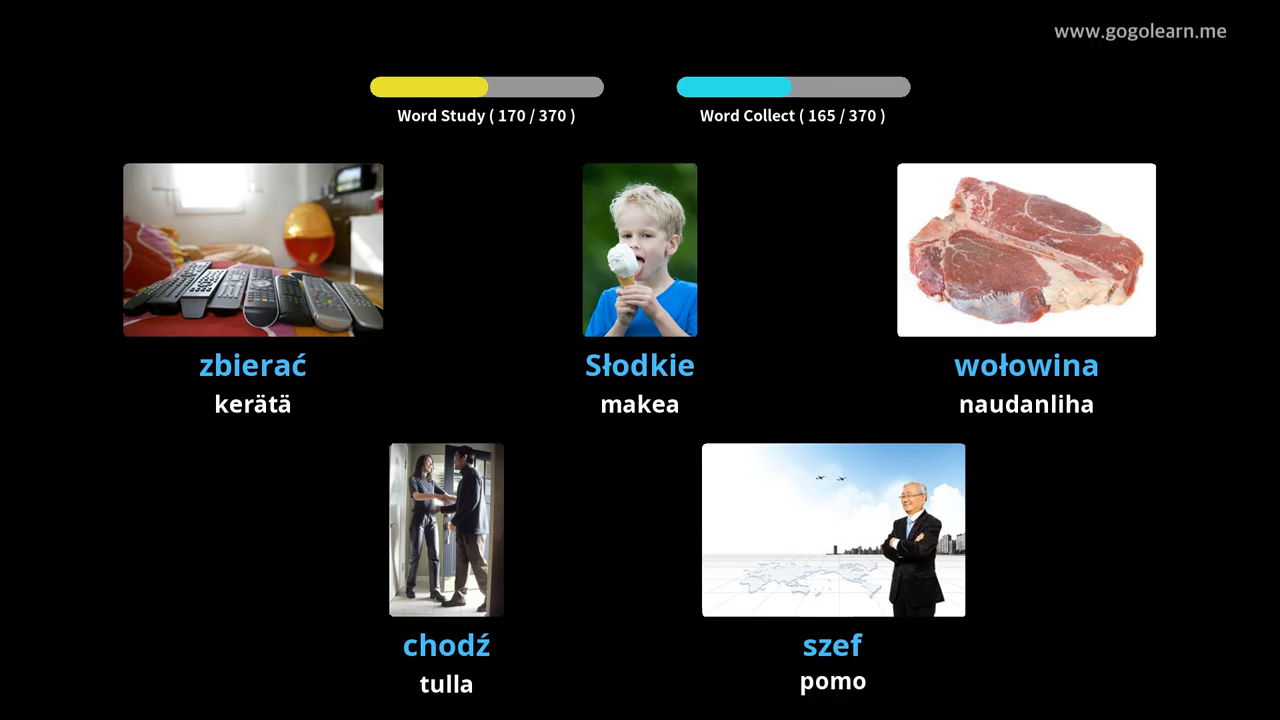 www.gogolearn.me
Word Study ( 170 / 370 )
Word Collect ( 165 / 370 )
zbierać
kerätä
Słodkie
makea
wołowina
naudanliha
chodź
tulla
szef
pomo